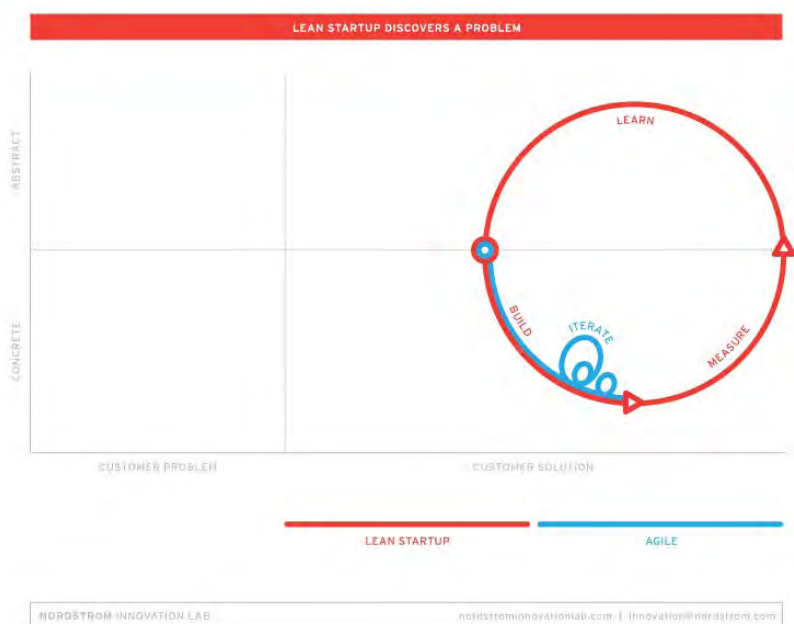 LEAN STARTUP DISCOVERS A PROBLEM
ABSTRACT
LEARN
CONCRETE
BUILD
ITERATE
MEASURE
CUSTOMER PROBLEM
CUSTOMER SOLUTION
LEAN STARTUP
AGILE
NORDSTROM INNOVATION LAB
nordstrominnovationlab.com | innovation@nordstrom.com